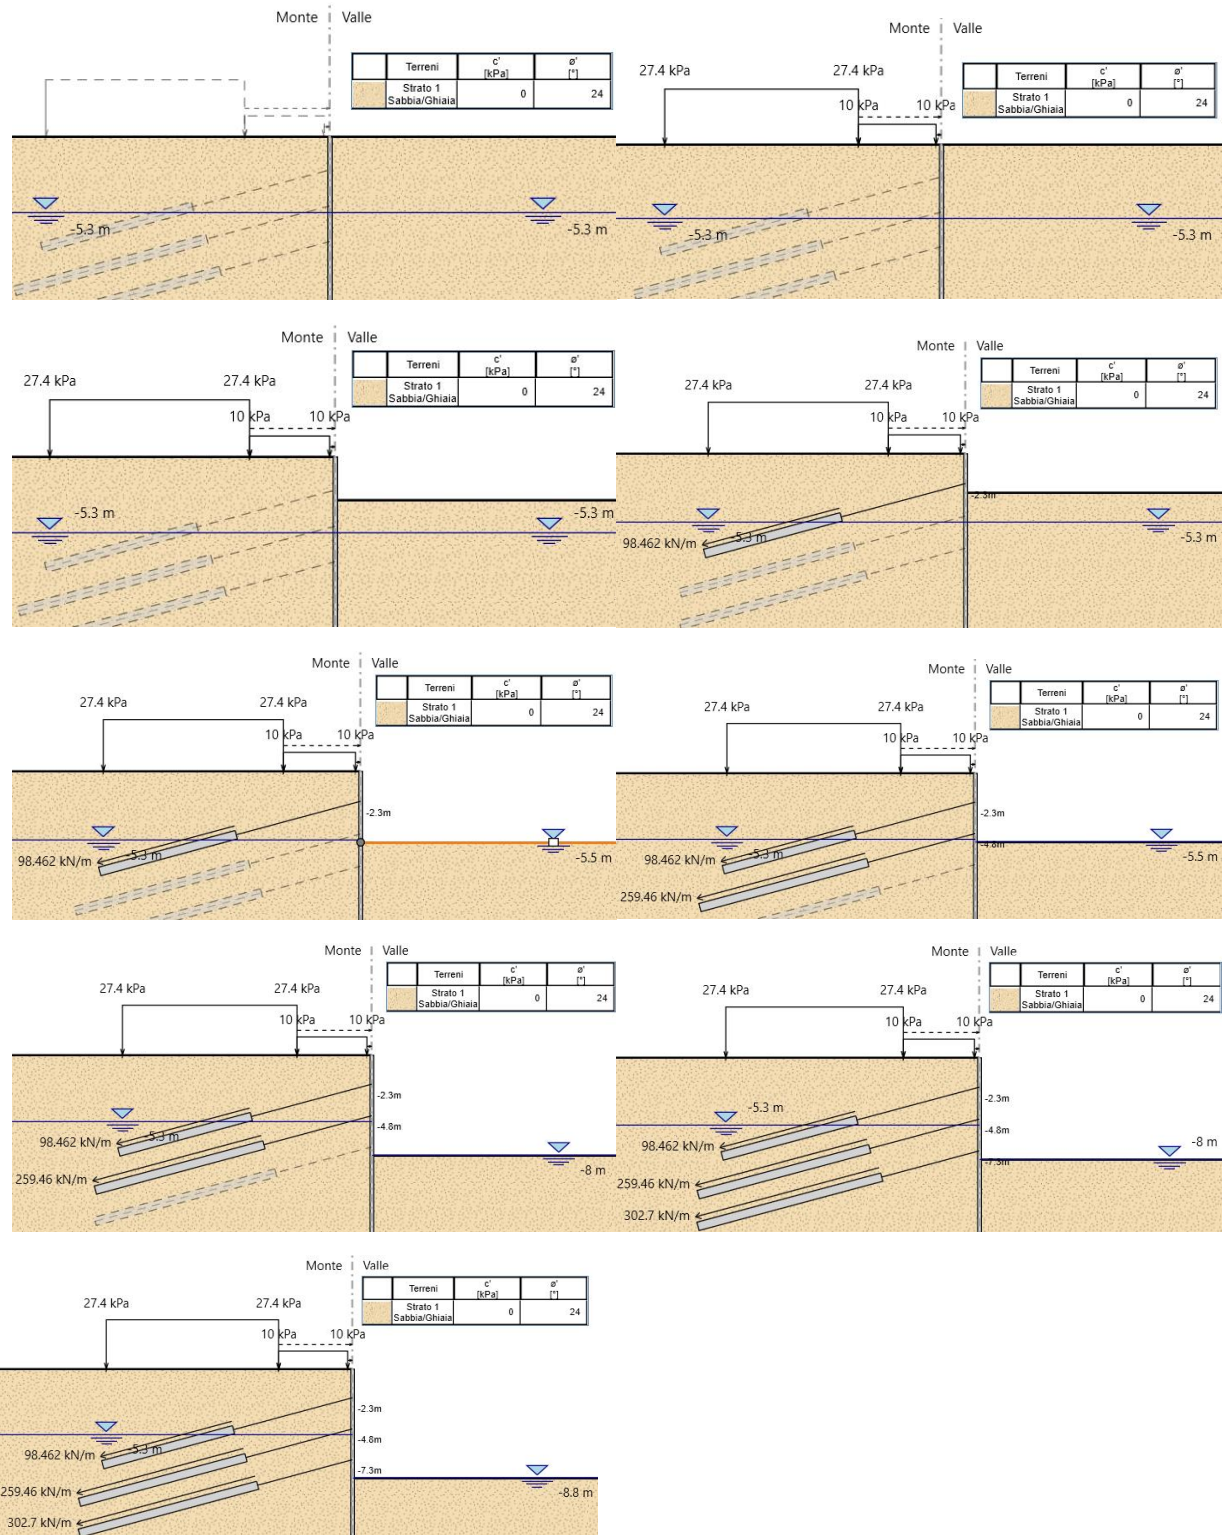 Monte Valle
Terreni c' [kPa] ø' [°]
Strato 1 Sabbia/Ghiaia 0 24
-5.3 m
-5.3 m
Monte Valle
27.4 kPa 27.4 kPa
10 kPa 10 kPa
Terreni c' [kPa] ø' [°]
Strato 1 Sabbia/Ghiaia 0 24
-5.3 m
-5.3 m
Monte Valle
27.4 kPa 27.4 kPa
10 kPa 10 kPa
Terreni c' [kPa] ø' [°]
Strato 1 Sabbia/Ghiaia 0 24
-5.3 m
-5.3 m
Monte Valle
27.4 kPa 27.4 kPa
10 kPa 10 kPa
Terreni c' [kPa] ø' [°]
Strato 1 Sabbia/Ghiaia 0 24
-2.3m
98.462 kN/m
-5.3 m
-5.3 m
Monte Valle
27.4 kPa 27.4 kPa
10 kPa 10 kPa
Terreni c' [kPa] ø' [°]
Strato 1 Sabbia/Ghiaia 0 24
-2.3m
98.462 kN/m
-5.3 m
-5.5 m
Monte Valle
27.4 kPa 27.4 kPa
10 kPa 10 kPa
Terreni c' [kPa] ø' [°]
Strato 1 Sabbia/Ghiaia 0 24
-2.3m
-4.8m
98.462 kN/m
-5.3 m
-5.5 m
259.46 kN/m
Monte Valle
27.4 kPa 27.4 kPa
10 kPa 10 kPa
Terreni c' [kPa] ø' [°]
Strato 1 Sabbia/Ghiaia 0 24
-2.3m
-4.8m
98.462 kN/m
-5.3 m
-8 m
259.46 kN/m
Monte Valle
27.4 kPa 27.4 kPa
10 kPa 10 kPa
Terreni c' [kPa] ø' [°]
Strato 1 Sabbia/Ghiaia 0 24
-2.3m
-5.3 m
-4.8m
-8 m
98.462 kN/m
-7.3m
259.46 kN/m
302.7 kN/m
Monte Valle
27.4 kPa 27.4 kPa
10 kPa 10 kPa
Terreni c' [kPa] ø' [°]
Strato 1 Sabbia/Ghiaia 0 24
-2.3m
-4.8m
98.462 kN/m
-5.3 m
-7.3m
259.46 kN/m
-8.8 m
302.7 kN/m